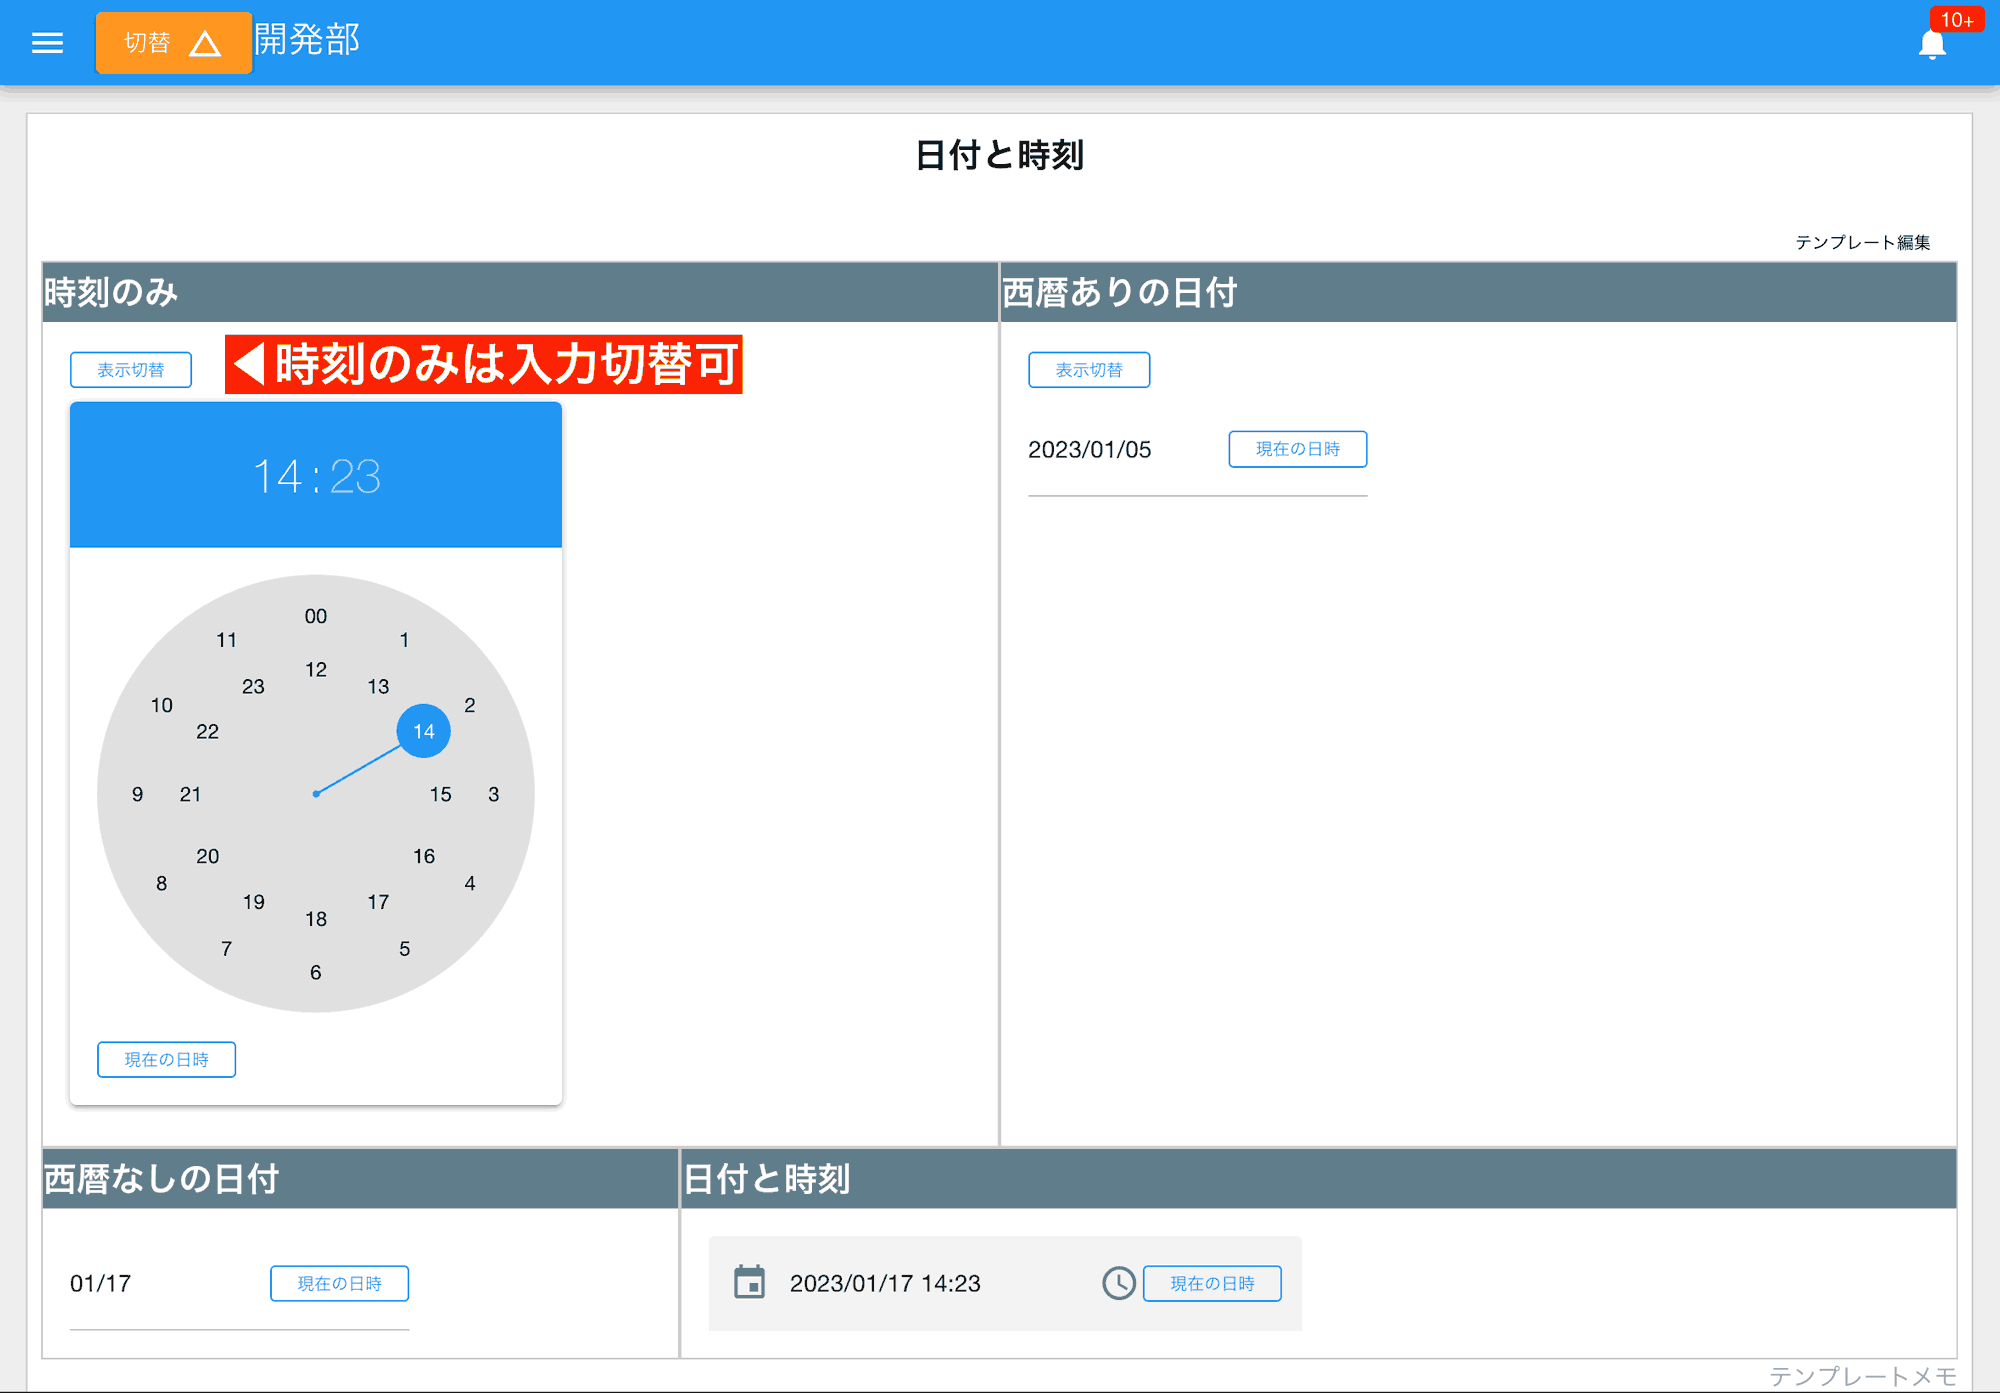 切替 開発部 10+
日付と時刻
テンプレート編集
時刻のみ
表示切替 ◀時刻のみは入力切替可
14:23
00
11 1
12
23 13
10 2
22 14
9 21 15 3
20 16
8 4
19 17
18
7 5
6
現在の日時
西暦ありの日付
表示切替
2023/01/05 現在の日時
西暦なしの日付
01/17 現在の日時
日付と時刻
2023/01/17 14:23 現在の日時
テンプレートメモ